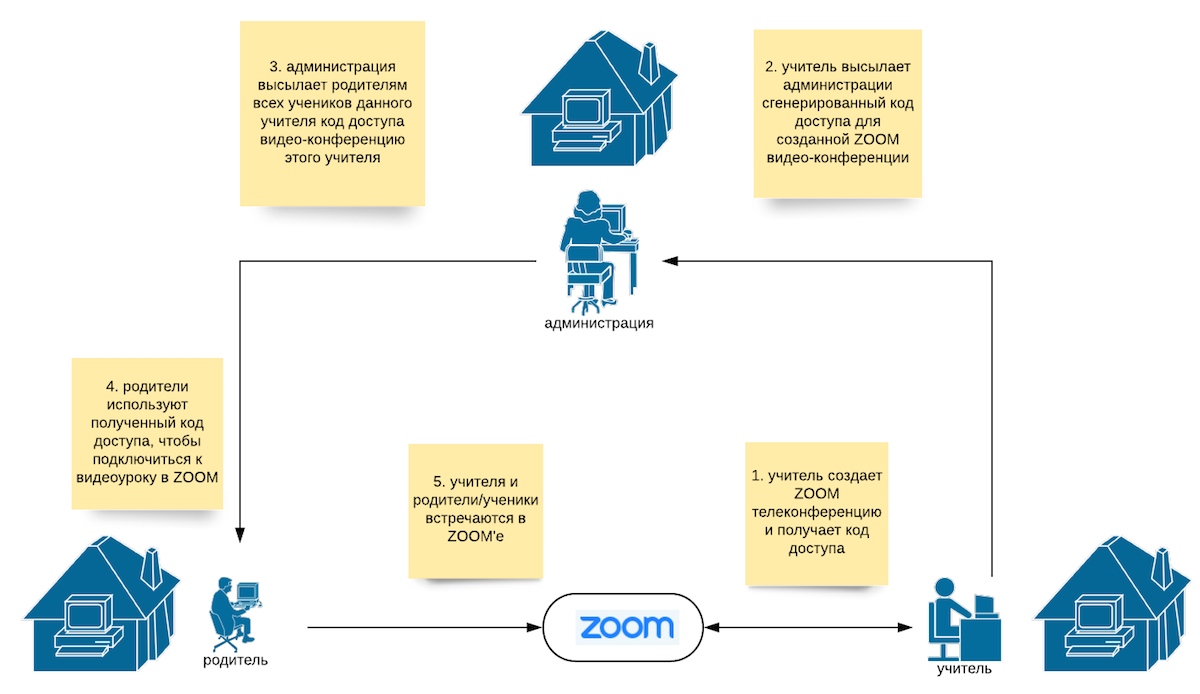 3. администрация
высылает родителям
всех учеников данного
учителя код доступа
видео-конференцию
этого учителя
2. учитель высылает
администрации
сгенерированный код
доступа для
созданной ZOOM
видео-конференции
администрация
4. родители
используют
полученный код
доступа, чтобы
подключиться к
видеоуроку в ZOOM
5. учителя и
родители/ученики
встречаются в
ZOOM'е
1. учитель создает
ZOOM
телеконференцию
и получает код
доступа
zoom
родитель
учитель